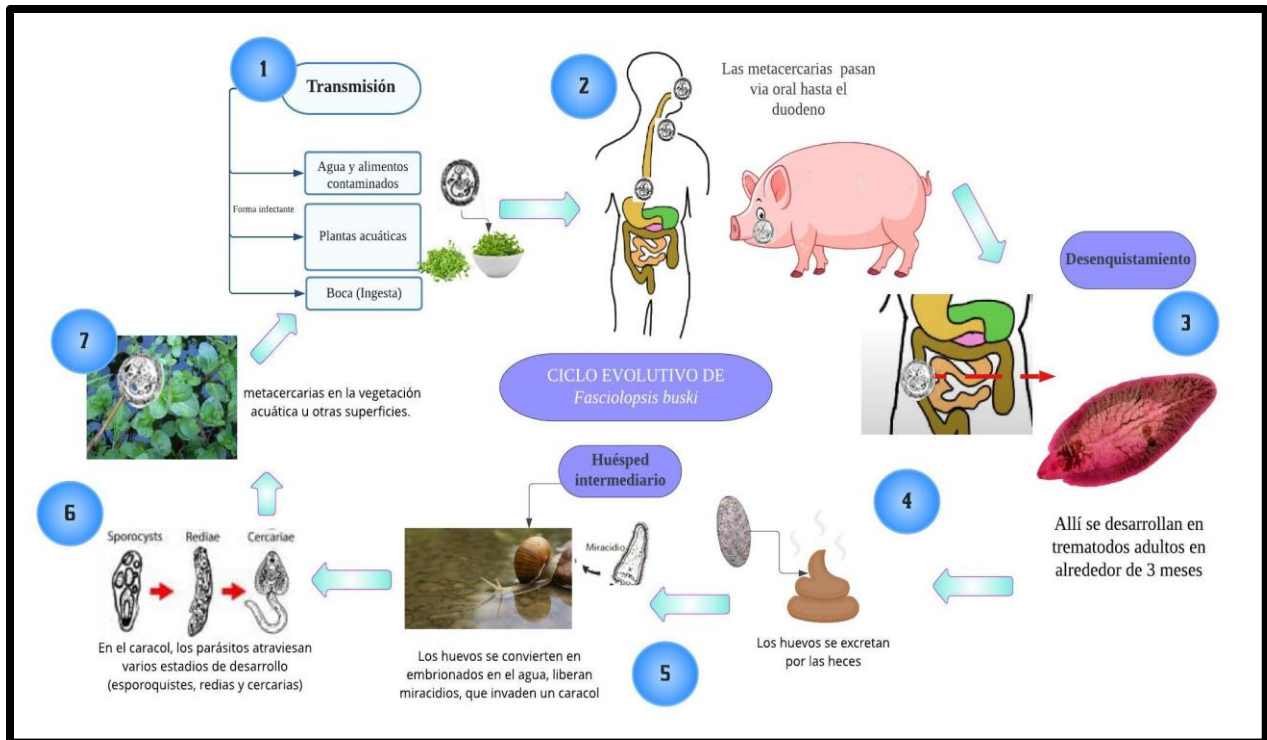 1
Transmisión
Agua y alimentos
contaminados
Forma infectante
Plantas acuáticas
Boca (Ingesta)
2
Las metacercarias pasan
via oral hasta el
duodeno
Desenquistamiento
3
Allí se desarrollan en
trematodos adultos en
alrededor de 3 meses
CICLO EVOLUTIVO DE
Fasciolopsis buski
4
Los huevos se excretan
por las heces
Huésped
intermediario
Miracidio
5
Los huevos se convierten en
embrionados en el agua, liberan
miracidios, que invaden un caracol
6
Sporocysts Rediae Cercariae
En el caracol, los parásitos atraviesan
varios estadios de desarrollo
(esporoquistes, redias y cercarias)
7
metacercarias en la vegetación
acuática u otras superficies.